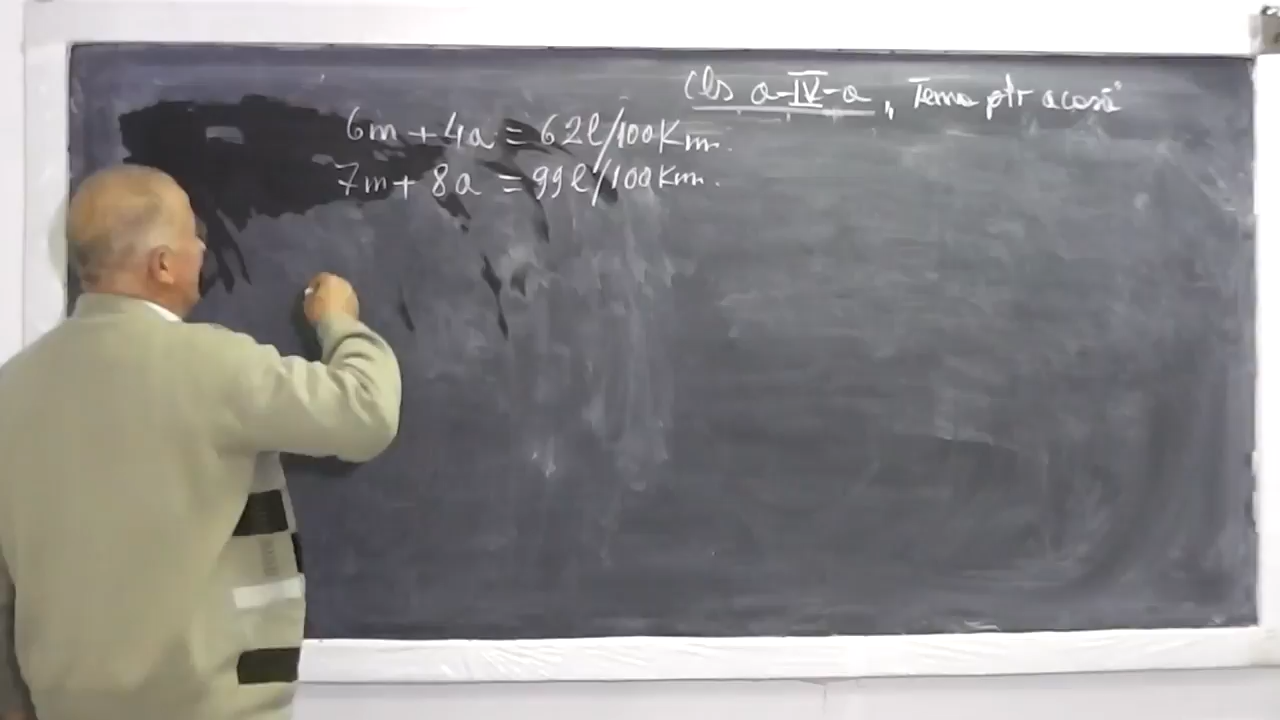 Cls a-IV-a, Tema ptr acasă
6m + 4a = 62l/100Km.
7m + 8a = 99l/100Km.